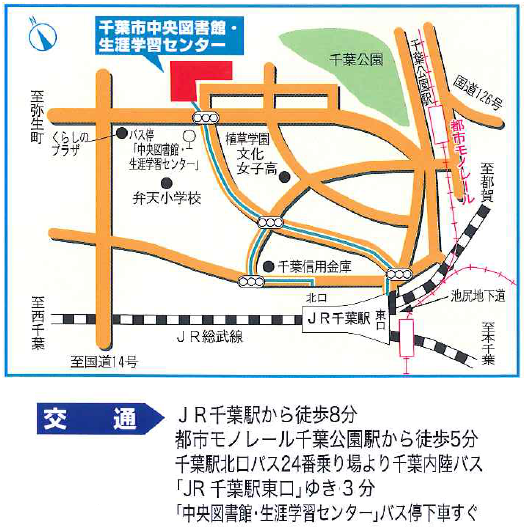 千葉市中央図書館・
生涯学習センター
千葉公園
千葉公園駅
国道126号
至弥生町
くらしの
プラザ
バス停
「中央図書館・
生涯学習センター」
植草学園
文化
女子高
都市モノレール
至都賀
弁天小学校
千葉信用金庫
北口
JR千葉駅
東口
池尻地下道
至西千葉
JR総武線
至本千葉
至国道14号
交通
JR千葉駅から徒歩8分
都市モノレール千葉公園駅から徒歩5分
千葉駅北口バス24番乗り場より千葉内陸バス
「JR千葉駅東口」ゆき・3分
「中央図書館・生涯学習センター」バス停下車すぐ